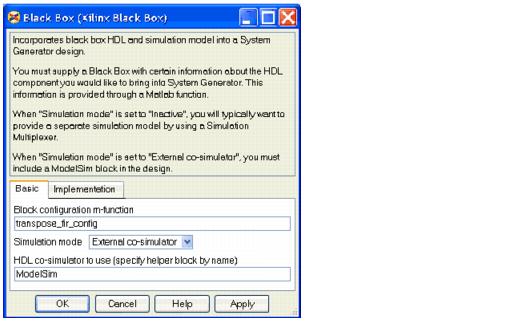 Black Box (Xilinx Black Box)
Incorporates black box HDL and simulation model into a System
Generator design.
You must supply a Black Box with certain information about the HDL
component you would like to bring into System Generator. This
information is provided through a Matlab function.
When "Simulation mode" is set to "Inactive", you will typically want to
provide a separate simulation model by using a Simulation
Multiplexer.
When "Simulation mode" is set to "External co-simulator", you must
include a ModelSim block in the design.
Basic Implementation
Block configuration m-function
transpose_fir_config
Simulation mode External co-simulator
HDL co-simulator to use (specify helper block by name)
ModelSim
OK Cancel Help Apply